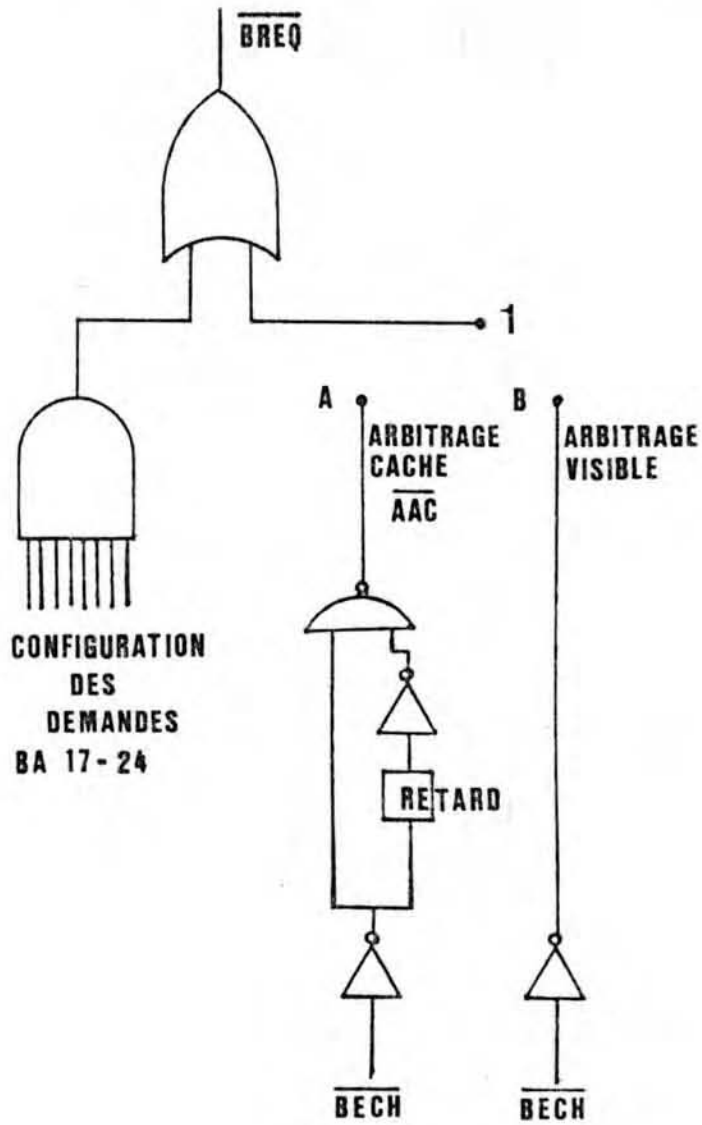 BREQ
1
A
ARBITRAGE
CACHE
AAC
B
ARBITRAGE
VISIBLE
CONFIGURATION
DES
DEMANDES
BA 17-24
RETARD
BECH
BECH